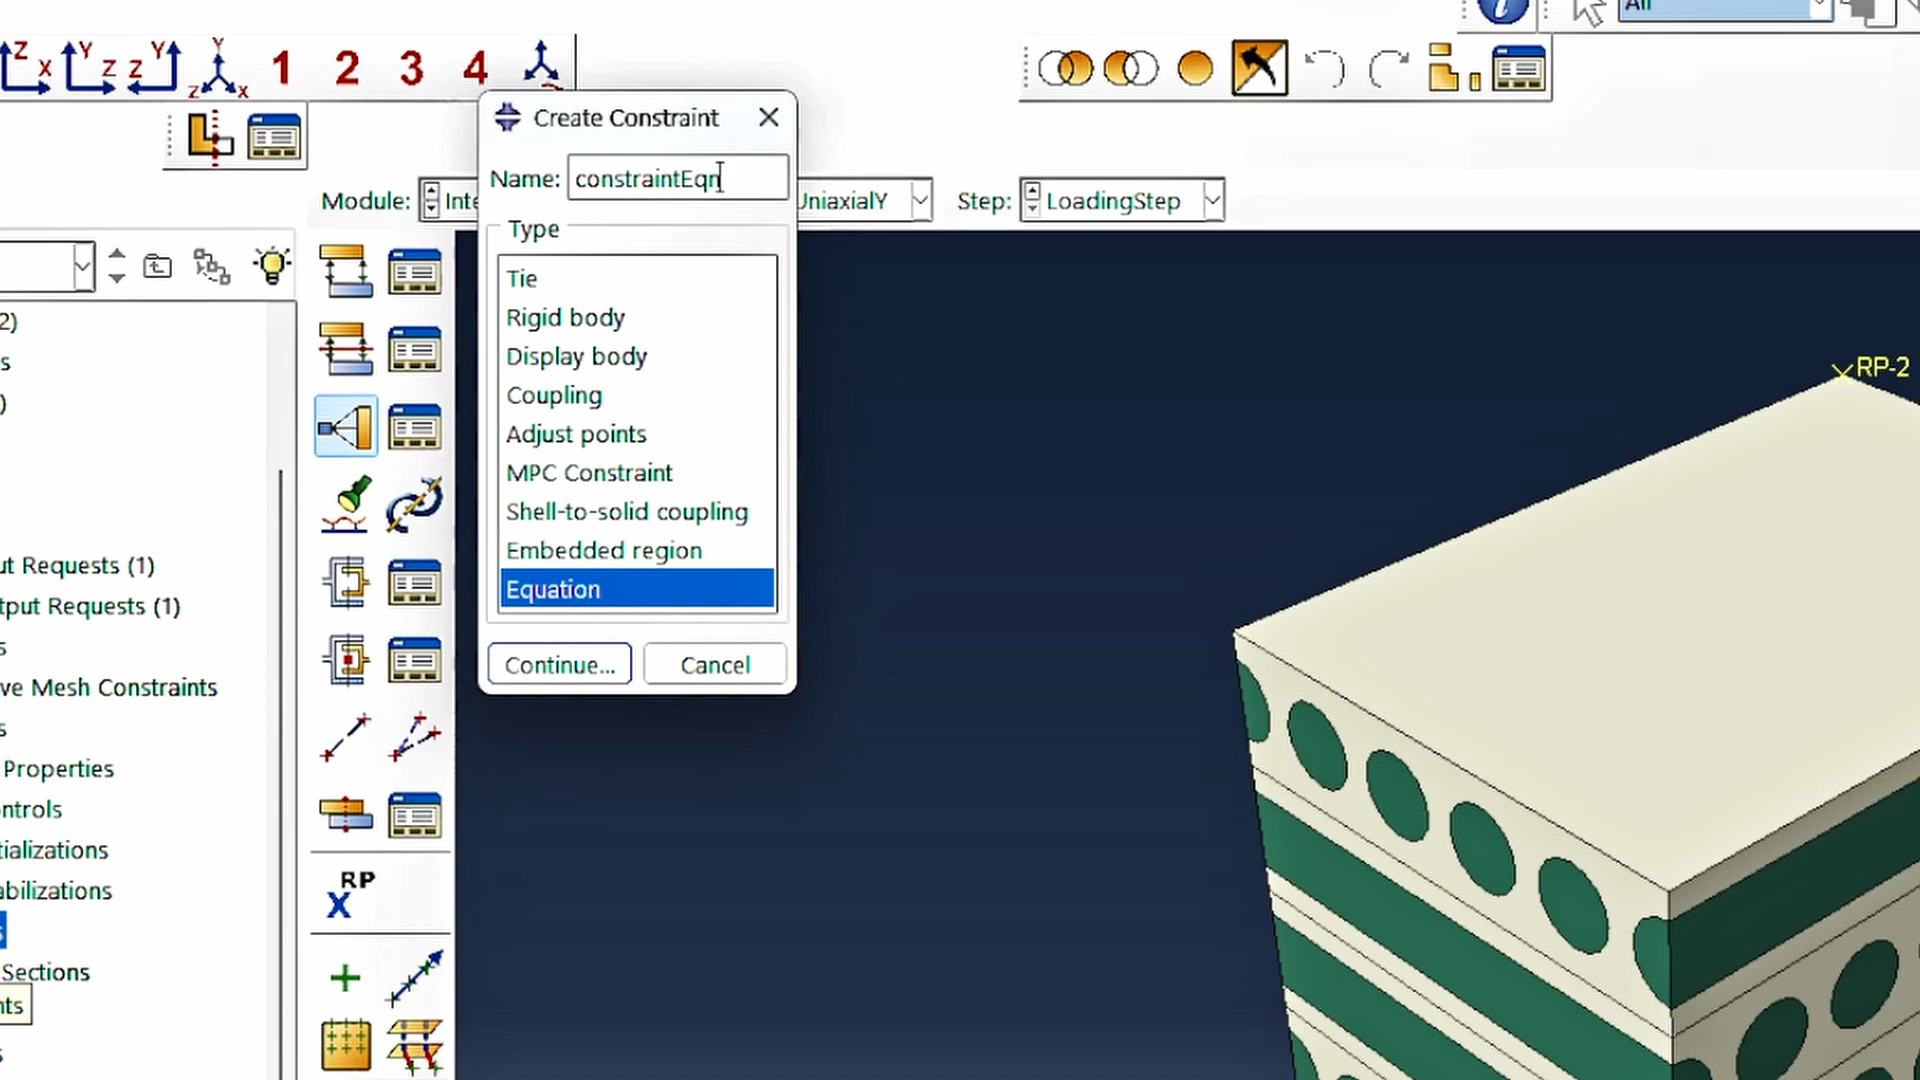 All
Z X Y Z Y Z Y Z X 1 2 3 4
Create Constraint
Name: constraintEqn
Module: Inte UniaxialY Step: LoadingStep
Type
Tie
Rigid body
Display body
Coupling
Adjust points
MPC Constraint
Shell-to-solid coupling
Embedded region
Equation
Continue... Cancel
2)
s
)
ut Requests (1)
tput Requests (1)
s
ve Mesh Constraints
s
Properties
ontrols
tializations
abilizations
s
Sections
nts
s
RP
X
RP-2